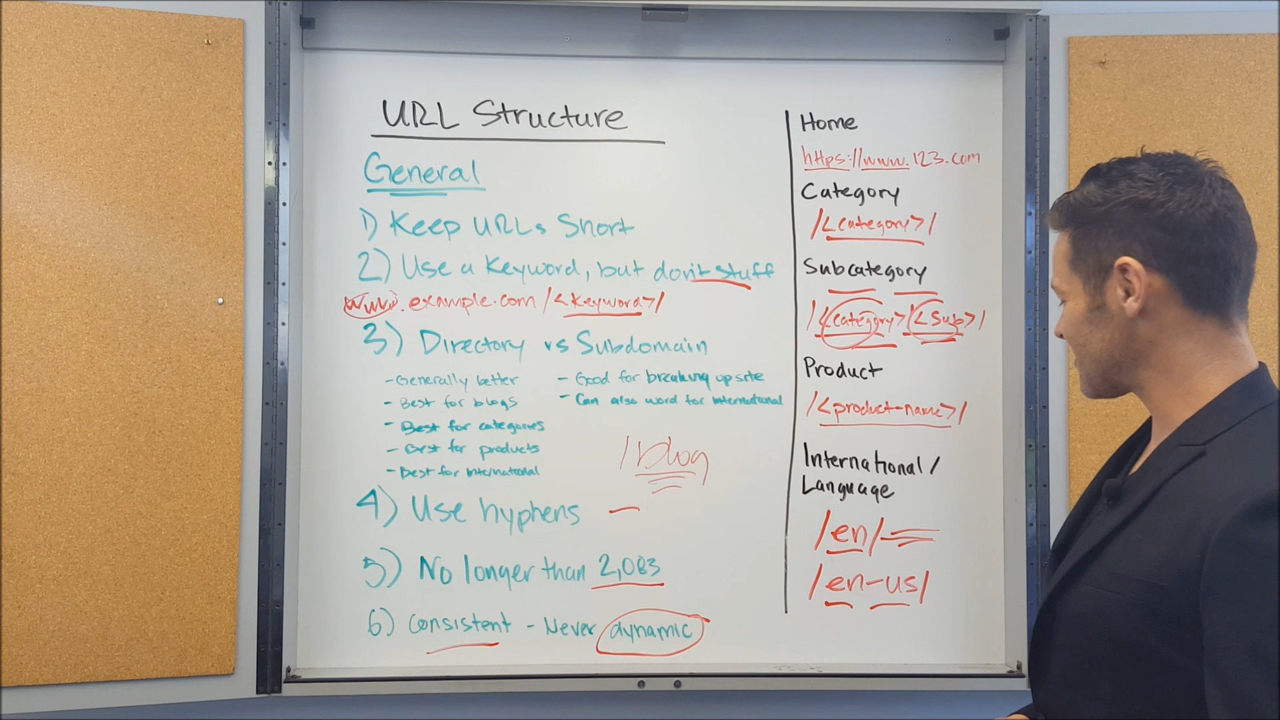 URL Structure
General
1) Keep URLs Short
2) Use a Keyword, but don't stuff
www.example.com/<Keyword>/
3) Directory vs Subdomain
- Generally better
- Best for blogs
- Best for categories
- Best for products
- Best for International
- Good for breaking up site
- Can also word for international
/blog
4) Use hyphens -
5) No longer than 2,083
6) Consistent - Never dynamic
Home
https://www.123.com
Category
/<category>/
Subcategory
/<category>/<Sub>/
Product
/<product-name>/
International/
Language
/en/
/en-us/